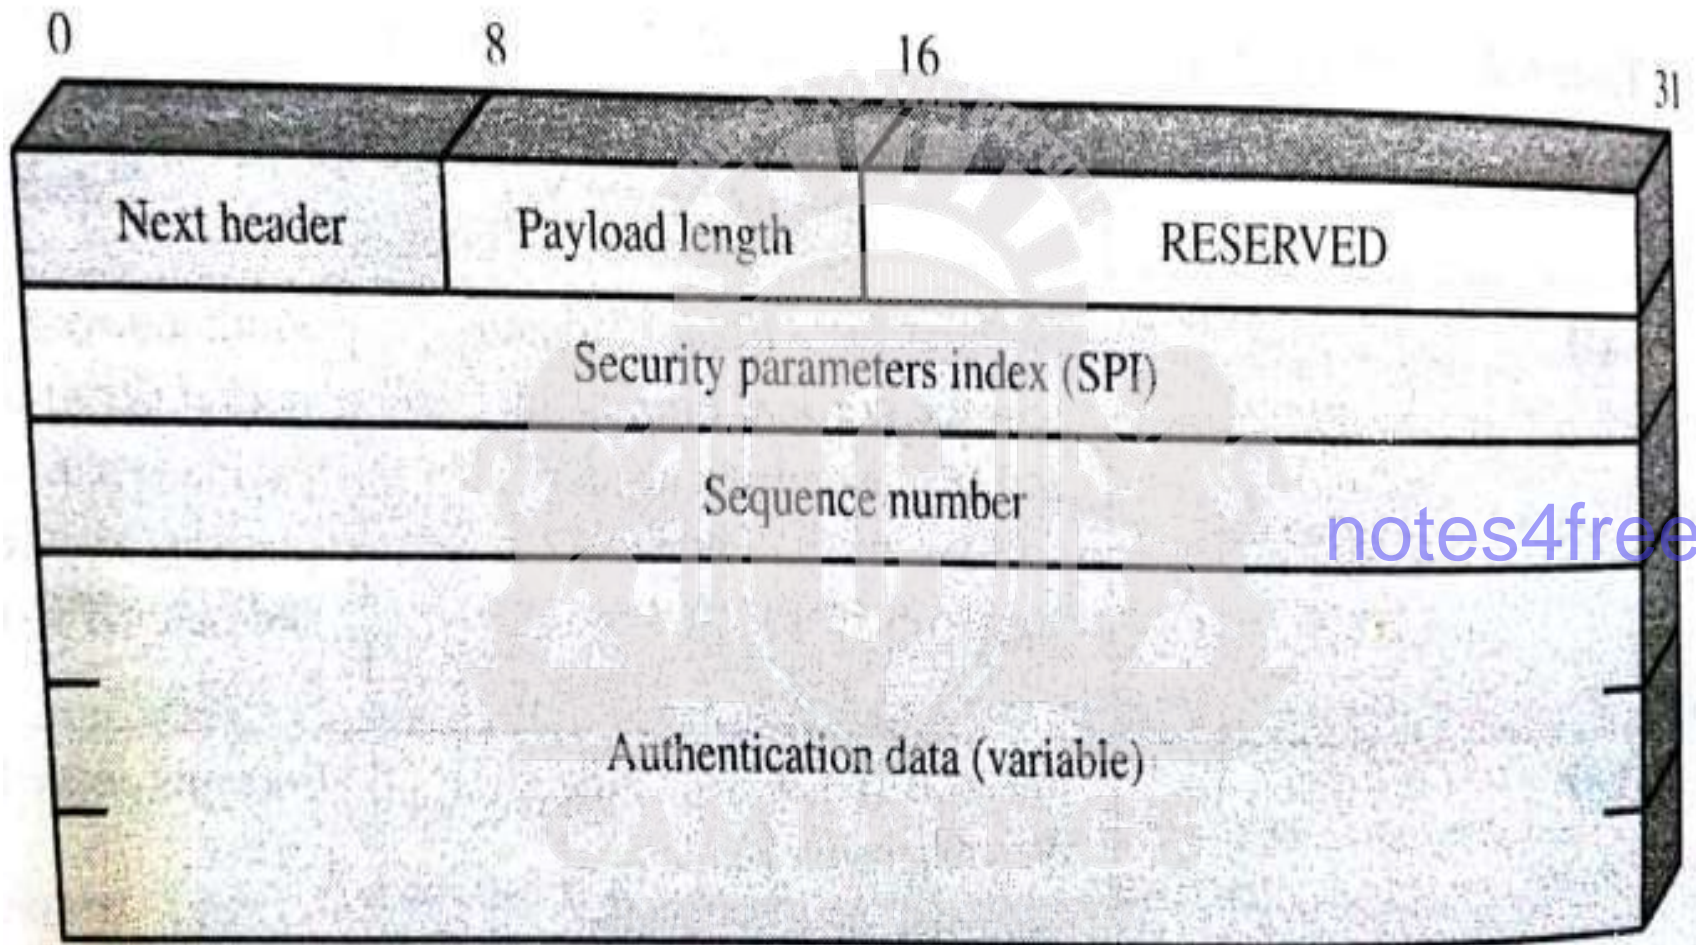 0 8 16 31
Next header Payload length RESERVED
Security parameters index (SPI)
Sequence number
notes4free
Authentication data (variable)
CAMBRIDGE